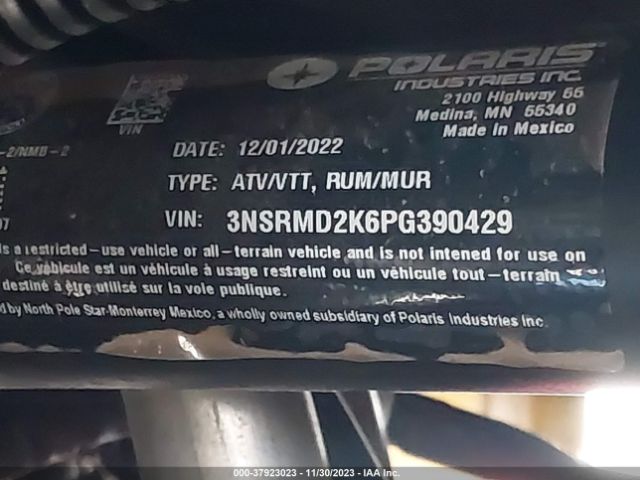 POLARIS
INDUSTRIES INC.
2100 Highway 55
Medina, MN 55340
Made in Mexico
VIN
-2/NMB-2
DATE: 12/01/2022
TYPE: ATV/VTT, RUM/MUR
VIN: 3NSRMD2K6PG390429
is a restricted-use vehicle or all-terrain vehicle and is not intended for use on
Ce véhicule est un véhicule à usage restreint ou un véhicule tout-terrain
destiné à être utilisé sur la voie publique.
d by North Pole Star-Monterrey Mexico, a wholly owned subsidiary of Polaris Industries Inc.
000-37923023 - 11/30/2023 - IAA Inc.